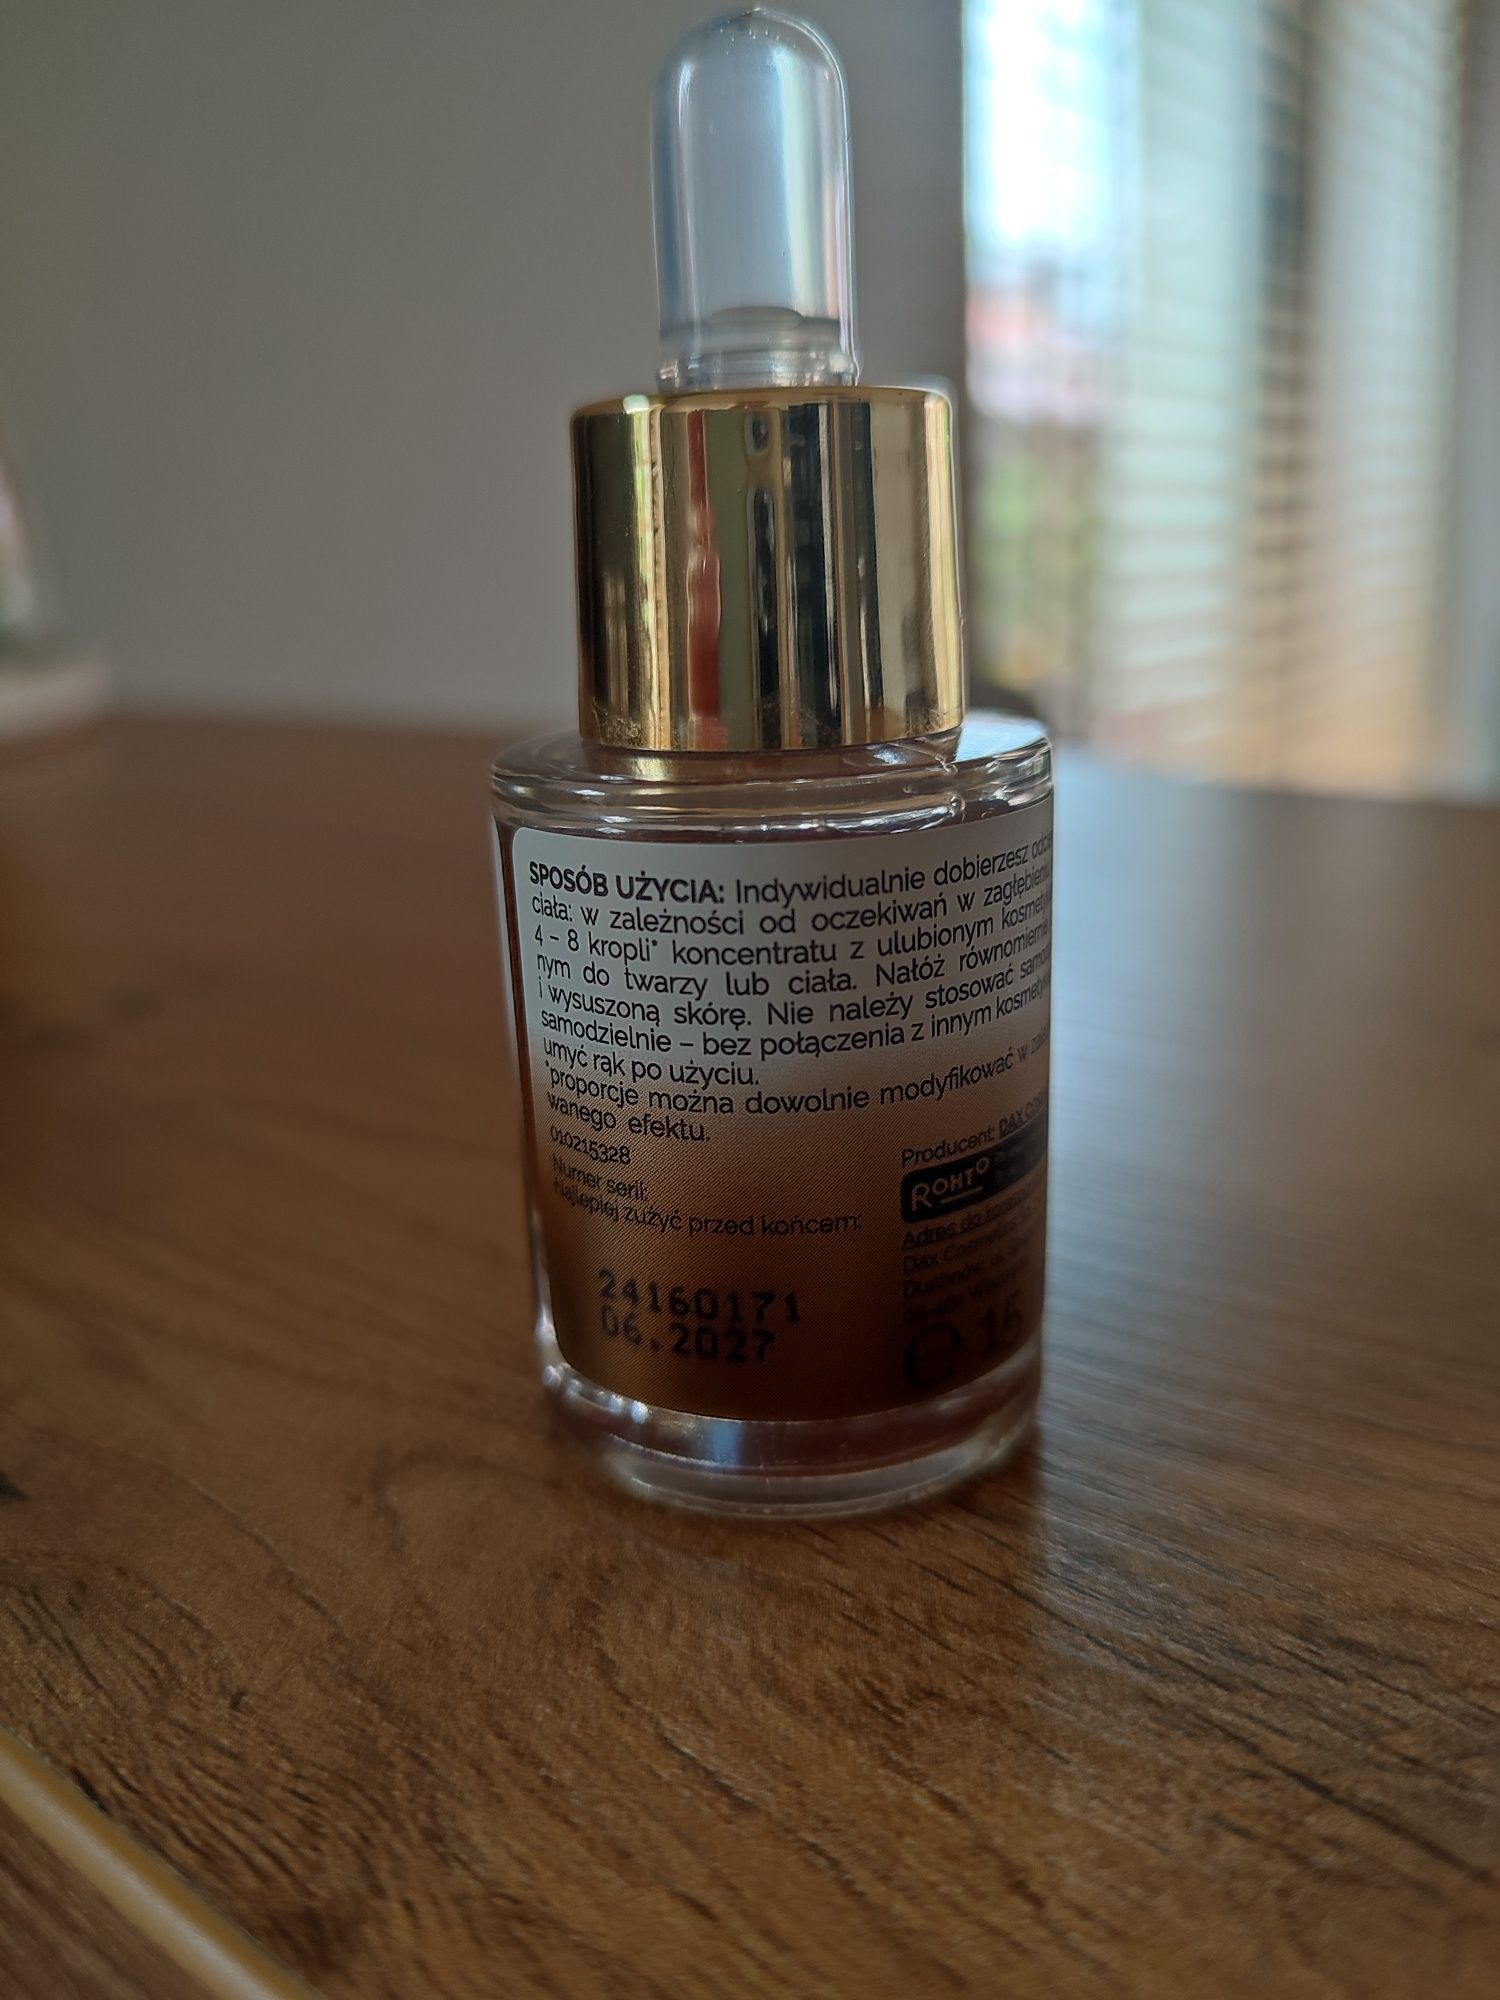 SPOSÓB UŻYCIA: Indywidualnie dobierzesz
ciała: w zależności od oczekiwań w zagłębieniu
4 – 8 kropli* koncentratu z ulubionym
nym do twarzy lub ciała. Nałóż równomiernie
i wysuszoną skórę. Nie należy stosować
samodzielnie – bez połączenia z innym
umyć rąk po użyciu.
*proporcje można dowolnie modyfikować w
wanego efektu.
010215328
Numer serii:
Najlepiej zużyć przed końcem:
24160171
06.2027
Producent: DAX
ROHTO
Adres do
Dax Cosmetics
Duchnów, ul.
e 15